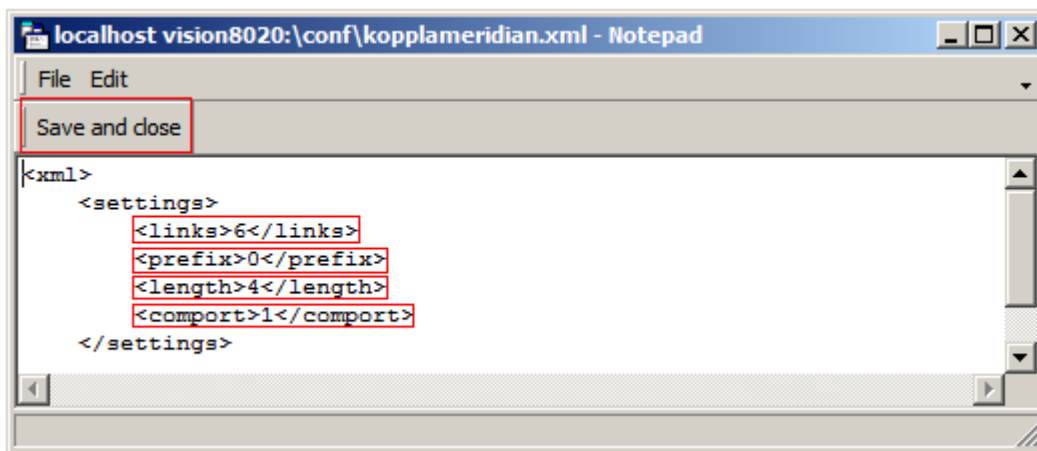 localhost vision8020:\conf\kopplameridian.xml - Notepad
File Edit
Save and close
<xml>
<settings>
<links>6</links>
<prefix>0</prefix>
<length>4</length>
<comport>1</comport>
</settings>